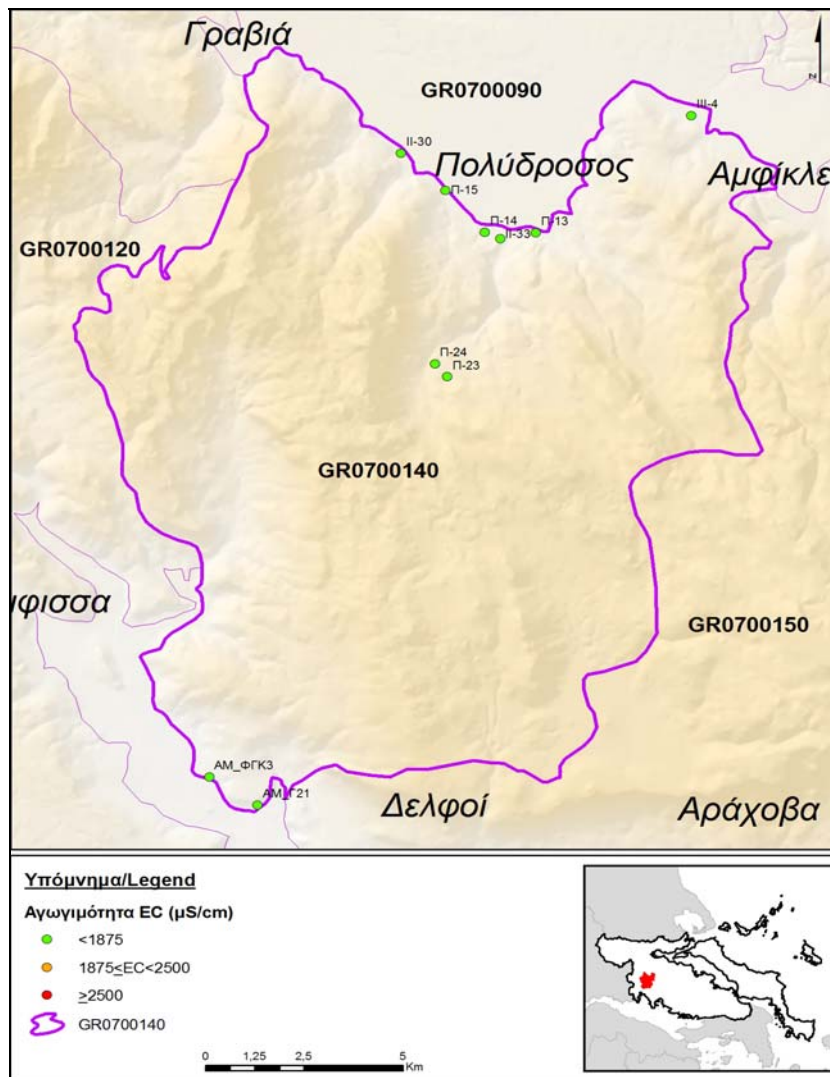 Γραβιά
GR0700090
III-4
II-30
Πολύδροσος
Αμφίκλε
Π-15
Π-14
Π-13
II-33
GR0700120
Π-24
Π-23
GR0700140
φισσα
GR0700150
ΑΜ_ΦΓΚ3
ΑΜ_Γ21
Δελφοί
Αράχοβα
Υπόμνημα/Legend
Αγωγιμότητα EC (μS/cm)
<1875
1875≤EC<2500
≥2500
GR0700140
0 1,25 2,5 5
Km